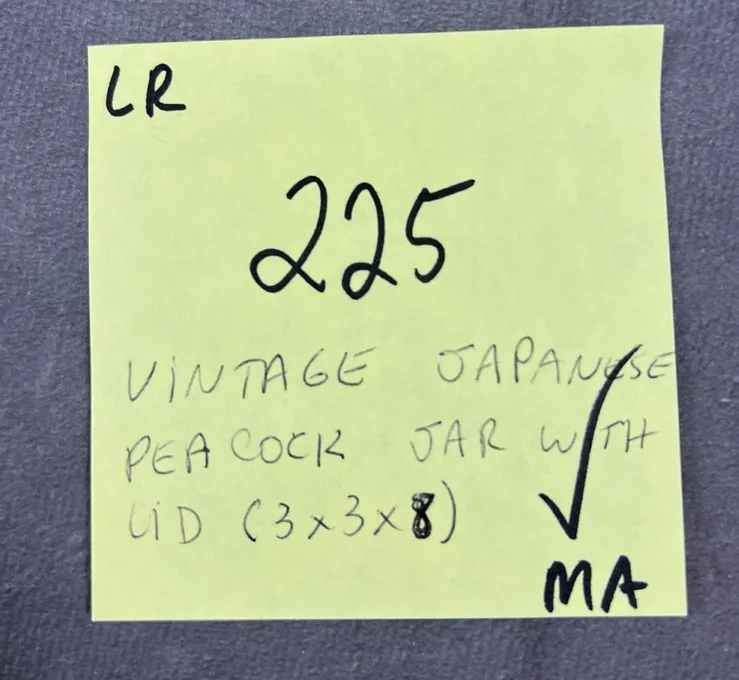 LR
225
VINTAGE JAPANESE
PEACOCK JAR WITH
LID (3x3x8)
MA